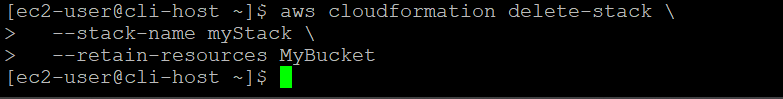 [ec2-user@cli-host ~]$ aws cloudformation delete-stack \
>   --stack-name myStack \
>   --retain-resources MyBucket
[ec2-user@cli-host ~]$